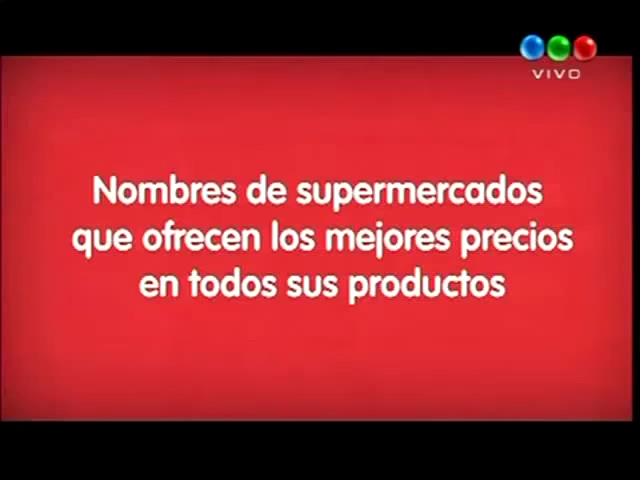 VIVO
Nombres de supermercados
que ofrecen los mejores precios
en todos sus productos